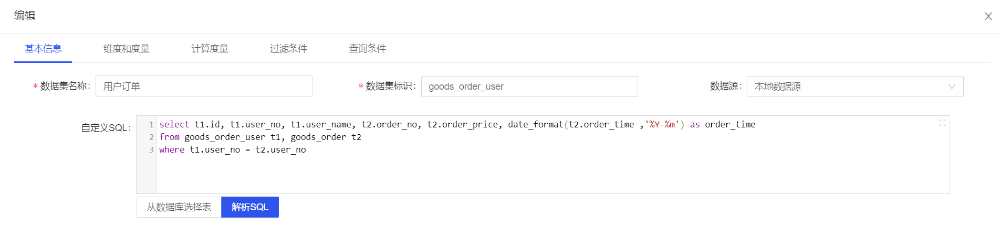 编辑
基本信息 维度和度量 计算度量 过滤条件 查询条件
* 数据集名称: 用户订单 * 数据集标识: goods_order_user 数据源: 本地数据源
自定义SQL:
1 select t1.id, t1.user_no, t1.user_name, t2.order_no, t2.order_price, date_format(t2.order_time ,'%Y-%m') as order_time
2 from goods_order_user t1, goods_order t2
3 where t1.user_no = t2.user_no
从数据库选择表 解析SQL